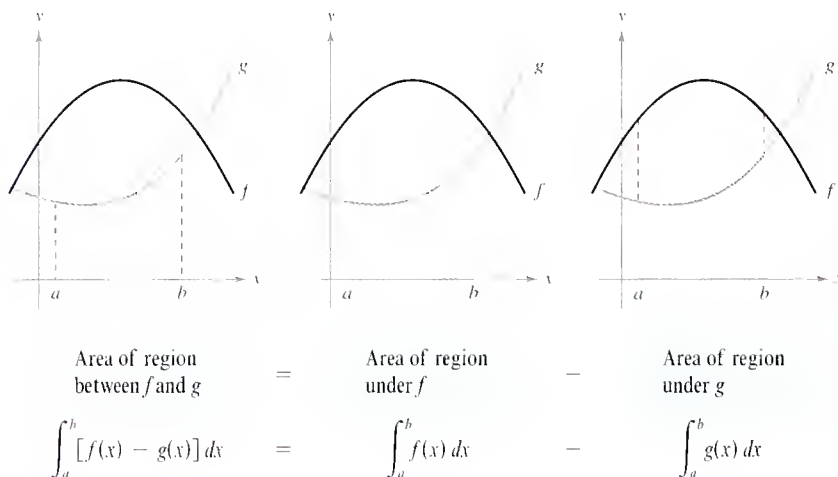 y y y
g g g
f f f
x
a b a b a b
Area of region Area of region Area of region
between f and g = under f − under g
∫_a^b [f(x) − g(x)] dx = ∫_a^b f(x) dx − ∫_a^b g(x) dx